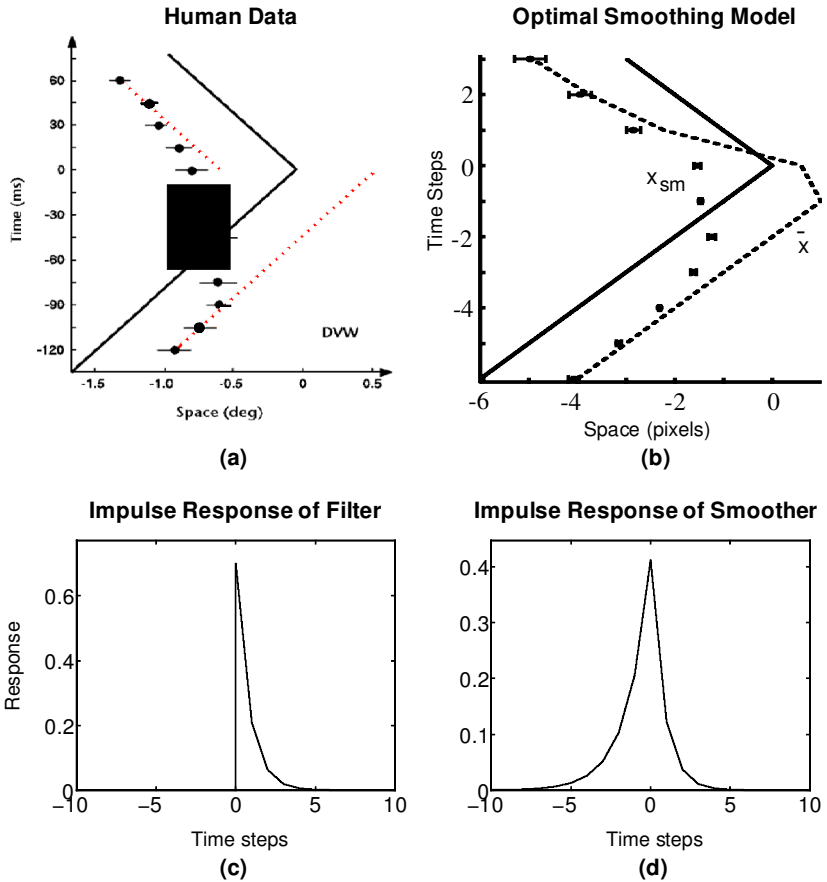 Human Data
Optimal Smoothing Model
60
30
0
-30
-60
-90
-120
Time (ms)
DVW
-1.5
-1.0
-0.5
0
0.5
Space (deg)
(a)
2
0
-2
-4
Time Steps
x sm
x̄
-6
-4
-2
0
Space (pixels)
(b)
Impulse Response of Filter
Impulse Response of Smoother
0.6
0.4
0.2
0
Response
−10
−5
0
5
10
Time steps
(c)
0.4
0.3
0.2
0.1
0
−10
−5
0
5
10
Time steps
(d)